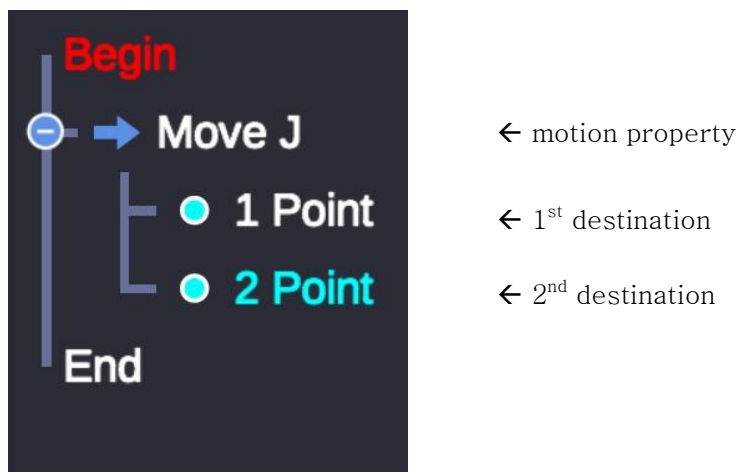 Begin
Move J ← motion property
1 Point ← 1st destination
2 Point ← 2nd destination
End